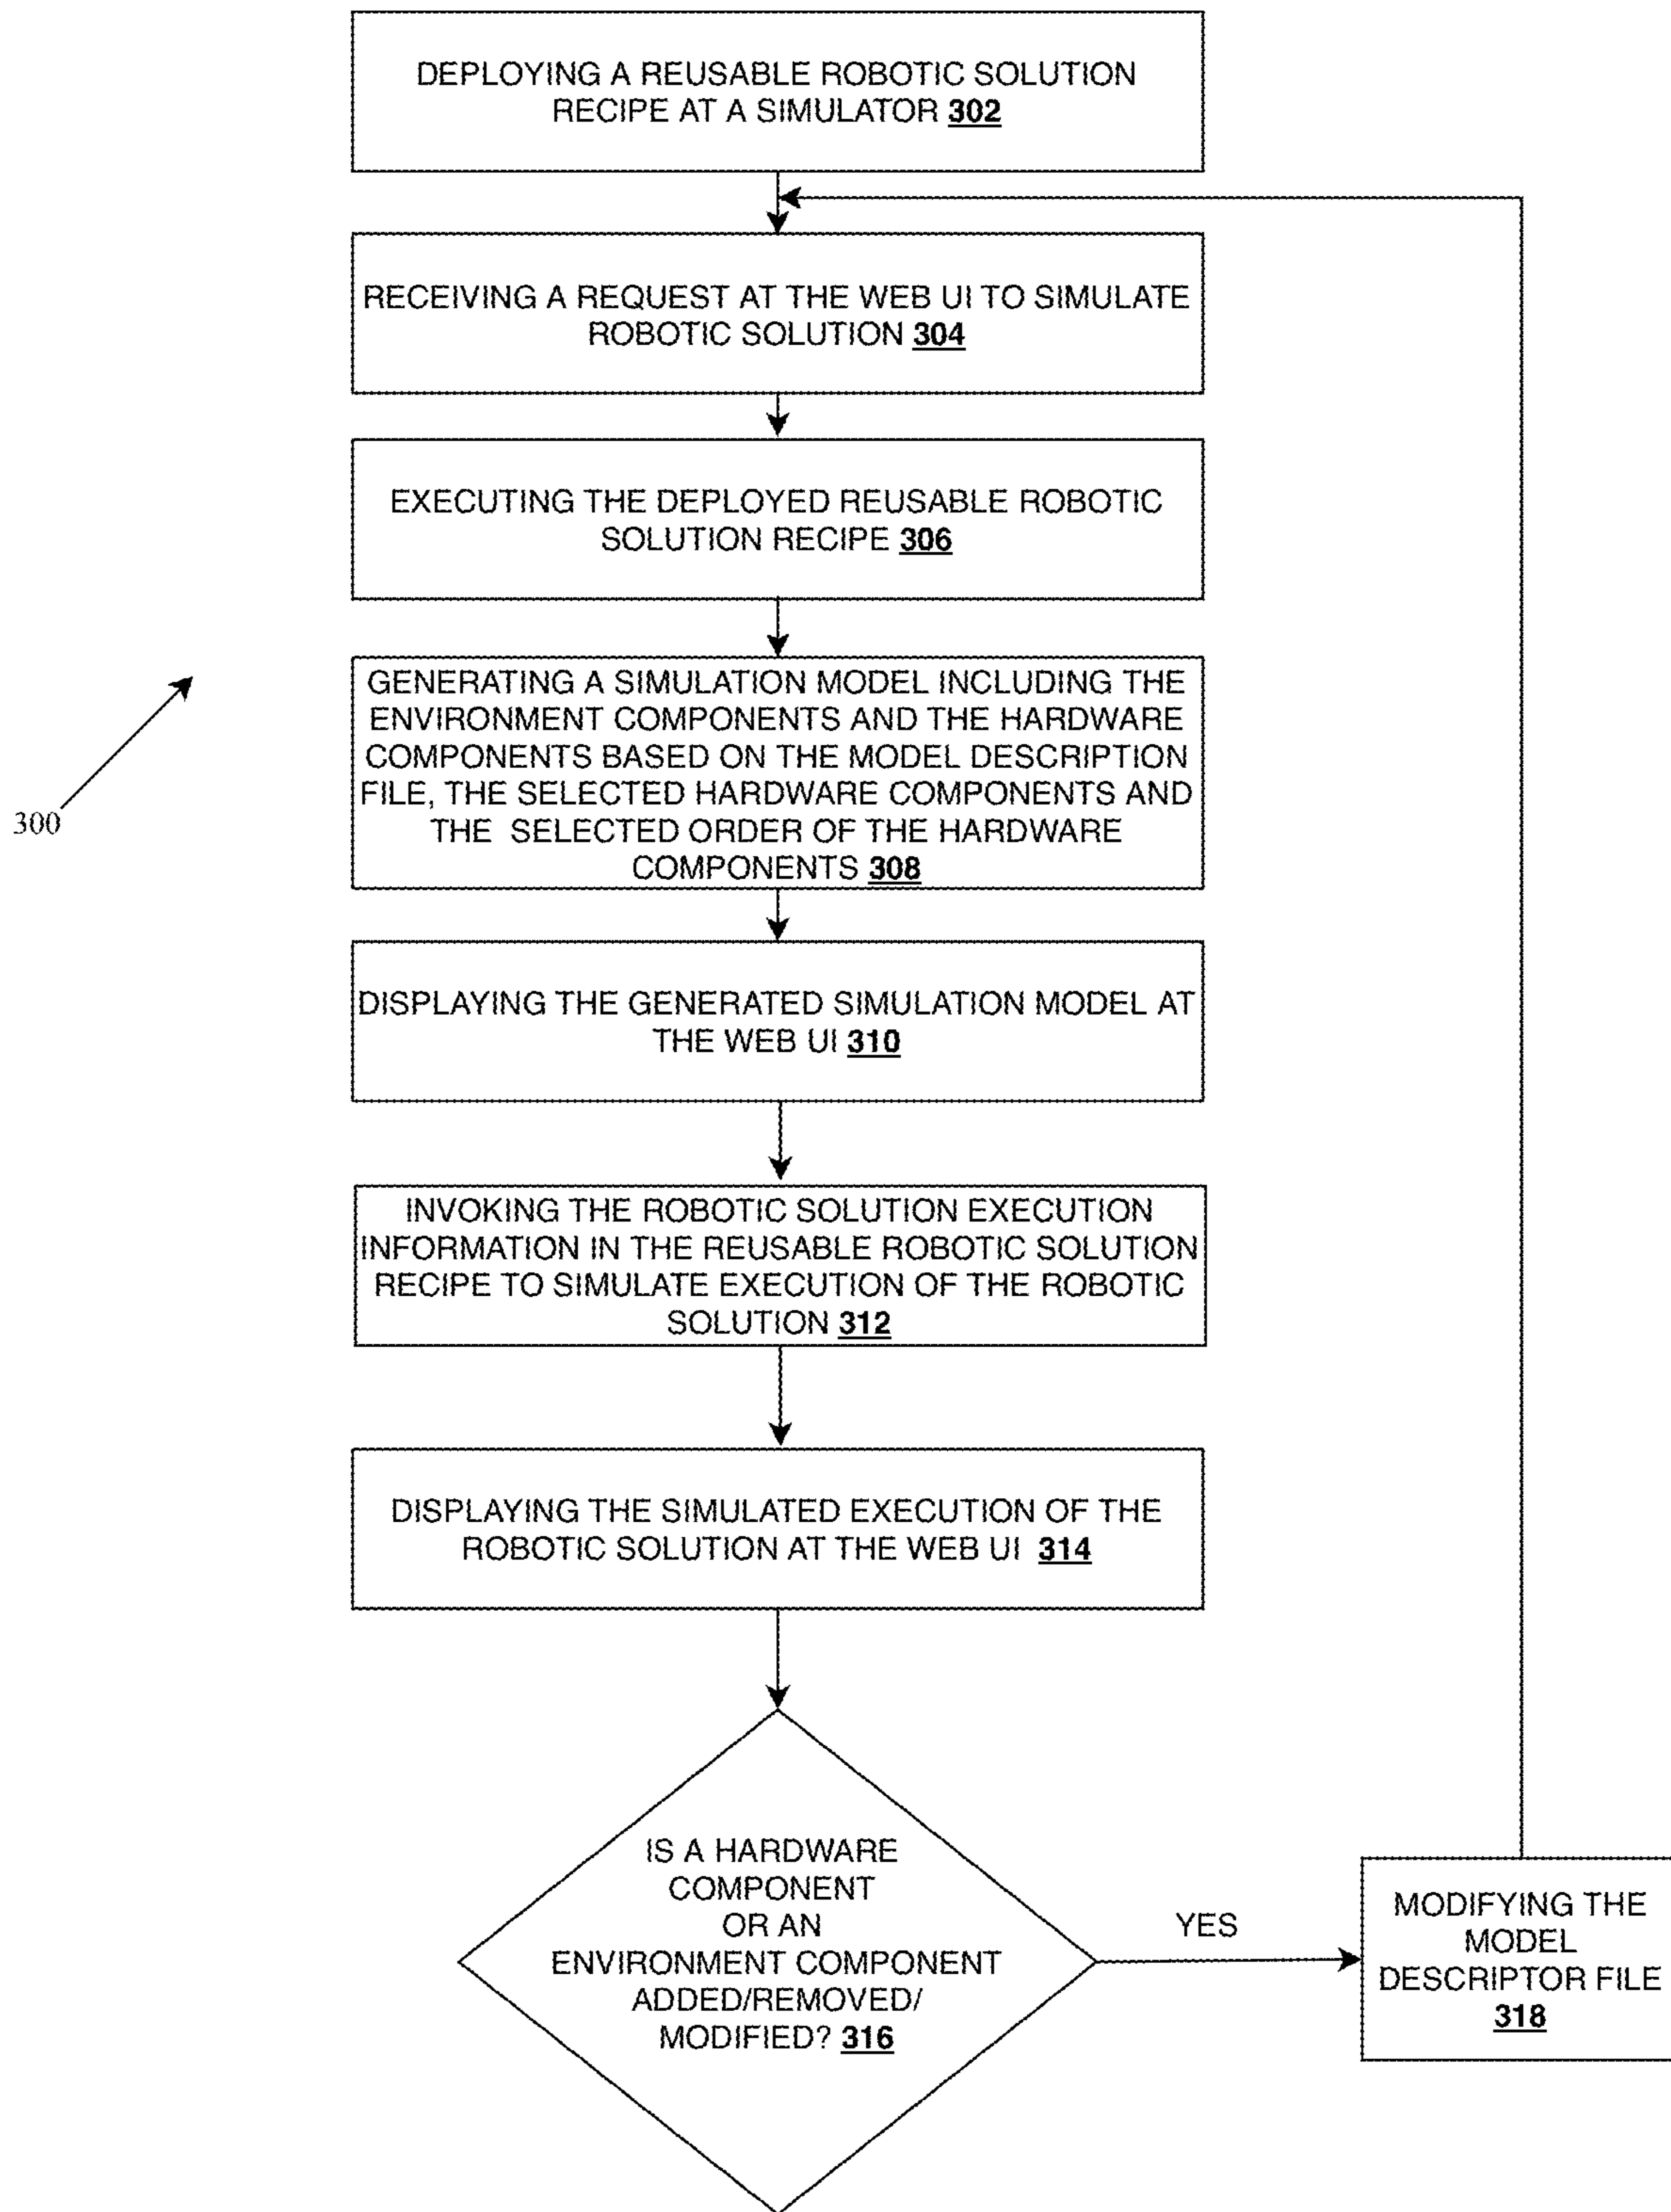 DEPLOYING A REUSABLE ROBOTIC SOLUTION
RECIPE AT A SIMULATOR 302
RECEIVING A REQUEST AT THE WEB UI TO SIMULATE
ROBOTIC SOLUTION 304
EXECUTING THE DEPLOYED REUSABLE ROBOTIC
SOLUTION RECIPE 306
GENERATING A SIMULATION MODEL INCLUDING THE
ENVIRONMENT COMPONENTS AND THE HARDWARE
COMPONENTS BASED ON THE MODEL DESCRIPTION
FILE, THE SELECTED HARDWARE COMPONENTS AND
THE SELECTED ORDER OF THE HARDWARE
COMPONENTS 308
300
DISPLAYING THE GENERATED SIMULATION MODEL AT
THE WEB UI 310
INVOKING THE ROBOTIC SOLUTION EXECUTION
INFORMATION IN THE REUSABLE ROBOTIC SOLUTION
RECIPE TO SIMULATE EXECUTION OF THE ROBOTIC
SOLUTION 312
DISPLAYING THE SIMULATED EXECUTION OF THE
ROBOTIC SOLUTION AT THE WEB UI 314
IS A HARDWARE
COMPONENT
OR AN
ENVIRONMENT COMPONENT
ADDED/REMOVED/
MODIFIED? 316
YES
MODIFYING THE
MODEL
DESCRIPTOR FILE
318